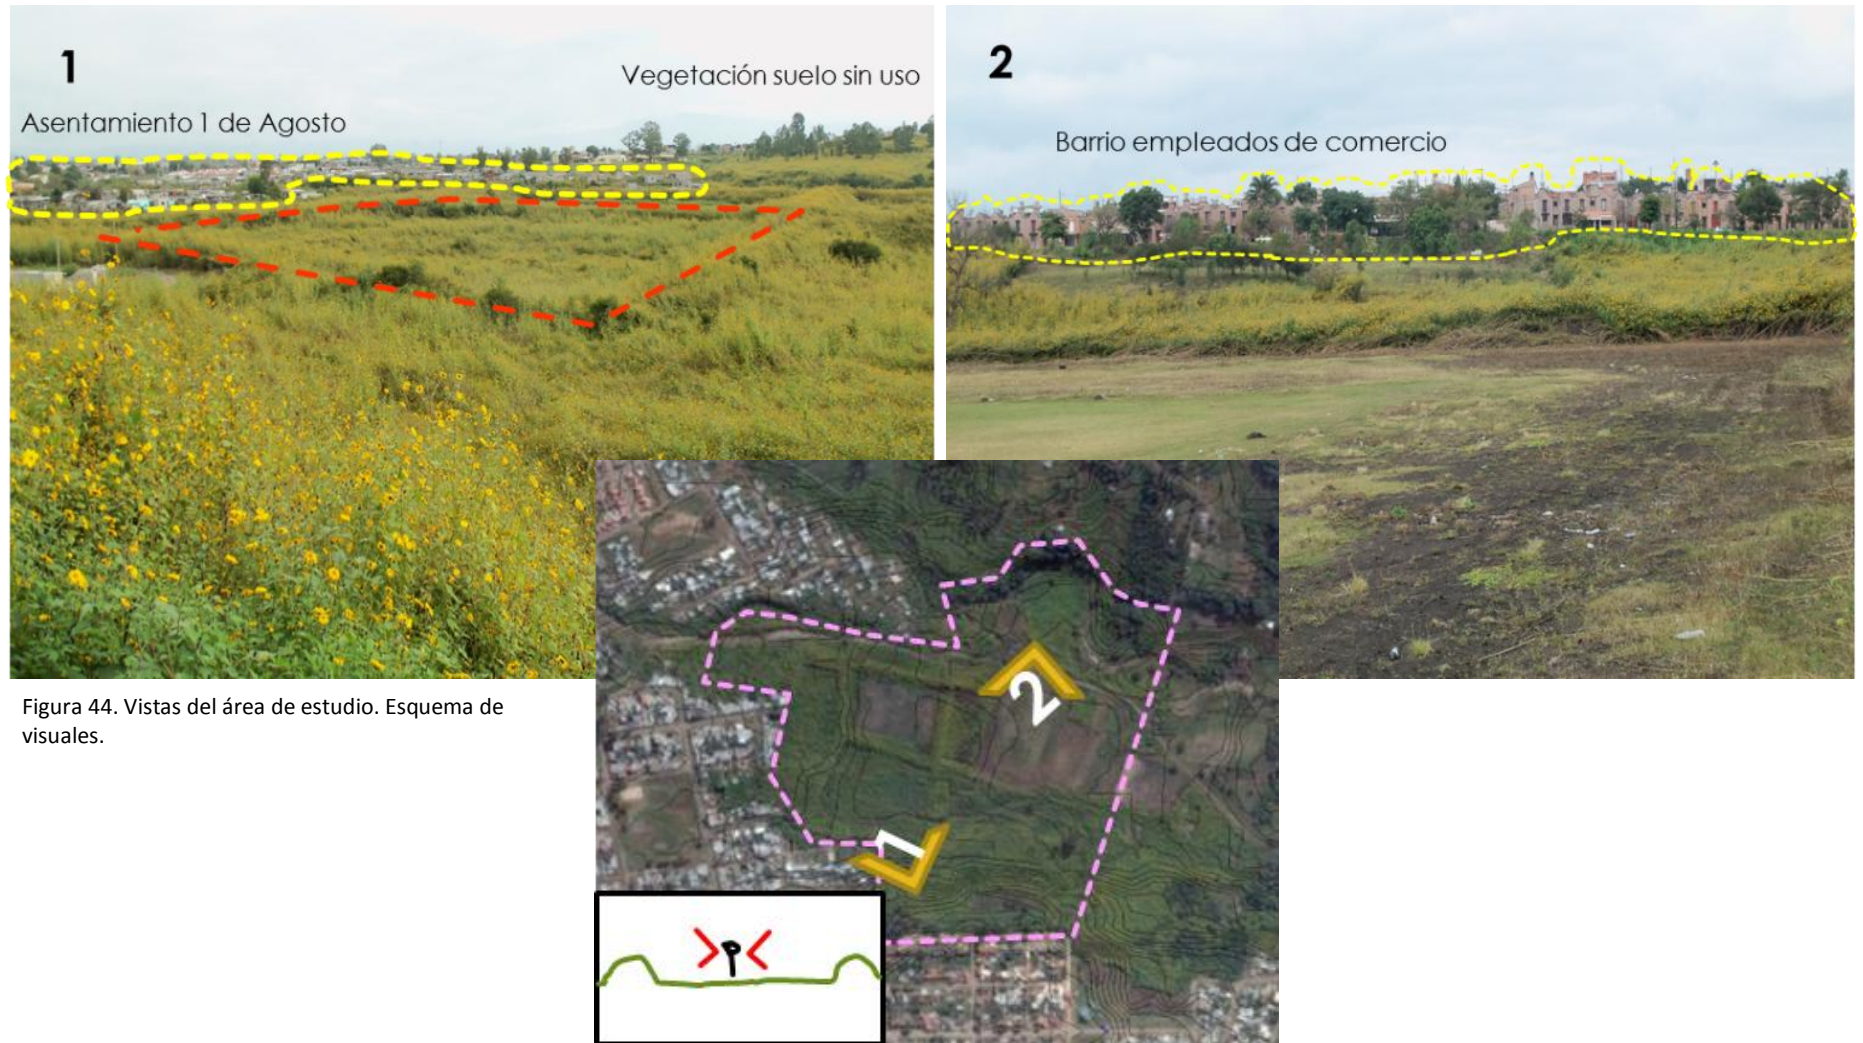 1
Vegetación suelo sin uso
Asentamiento 1 de Agosto
2
Barrio empleados de comercio
Figura 44. Vistas del área de estudio. Esquema de
visuales.
2
1